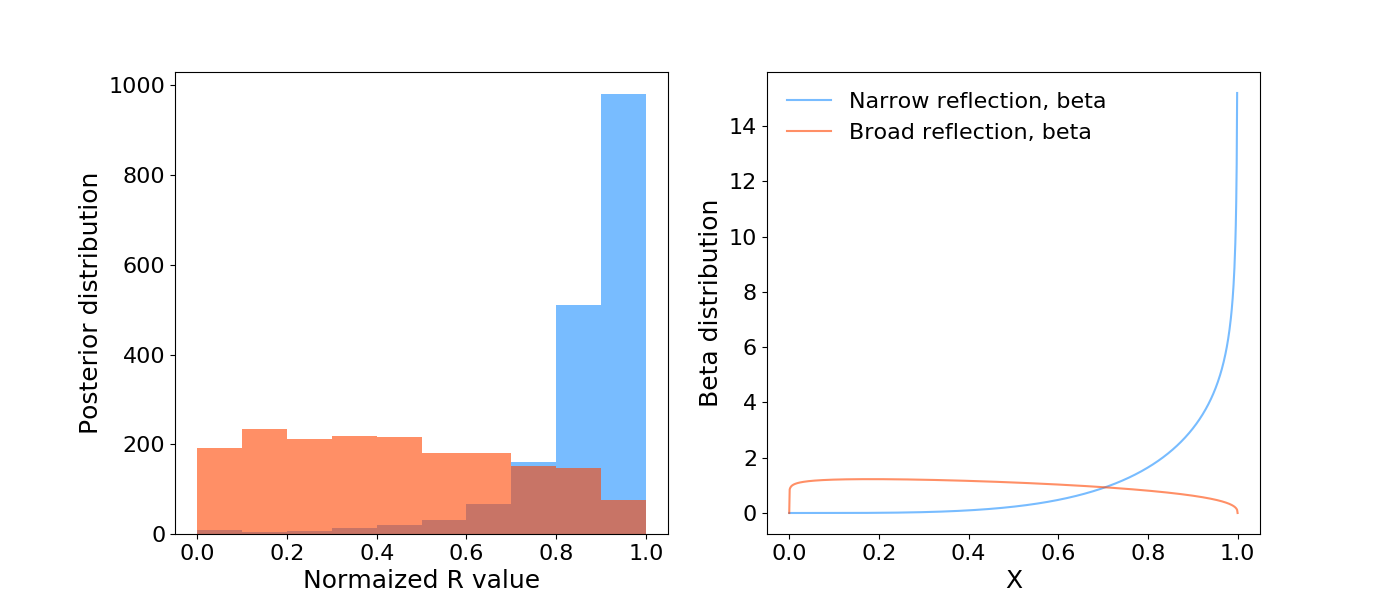 Posterior distribution
1000
800
600
400
200
0
0.0 0.2 0.4 0.6 0.8 1.0
Normaized R value
Beta distribution
14
12
10
8
6
4
2
0
Narrow reflection, beta
Broad reflection, beta
0.0 0.2 0.4 0.6 0.8 1.0
X